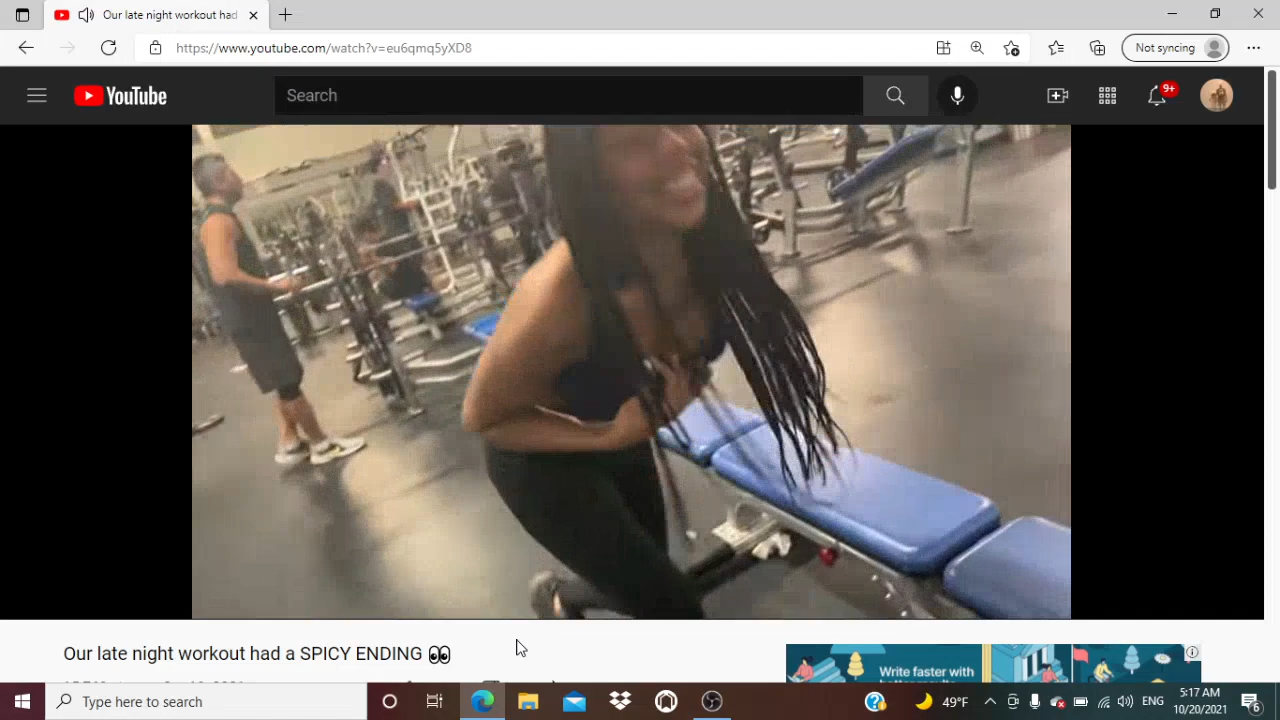 Our late night workout had
https://www.youtube.com/watch?v=eu6qmq5yXD8
Not syncing
YouTube
Search
9+
Our late night workout had a SPICY ENDING 👀
Write faster with
Type here to search
49°F
ENG
5:17 AM
10/20/2021
6